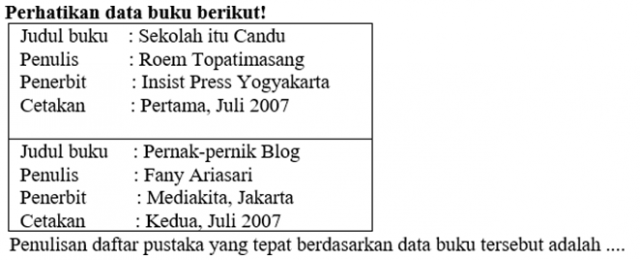 Perhatikan data buku berikut!
Judul buku : Sekolah itu Candu
Penulis : Roem Topatimasang
Penerbit : Insist Press Yogyakarta
Cetakan : Pertama, Juli 2007
Judul buku : Pernak-pernik Blog
Penulis : Fany Ariasari
Penerbit : Mediakita, Jakarta
Cetakan : Kedua, Juli 2007
Penulisan daftar pustaka yang tepat berdasarkan data buku tersebut adalah ....